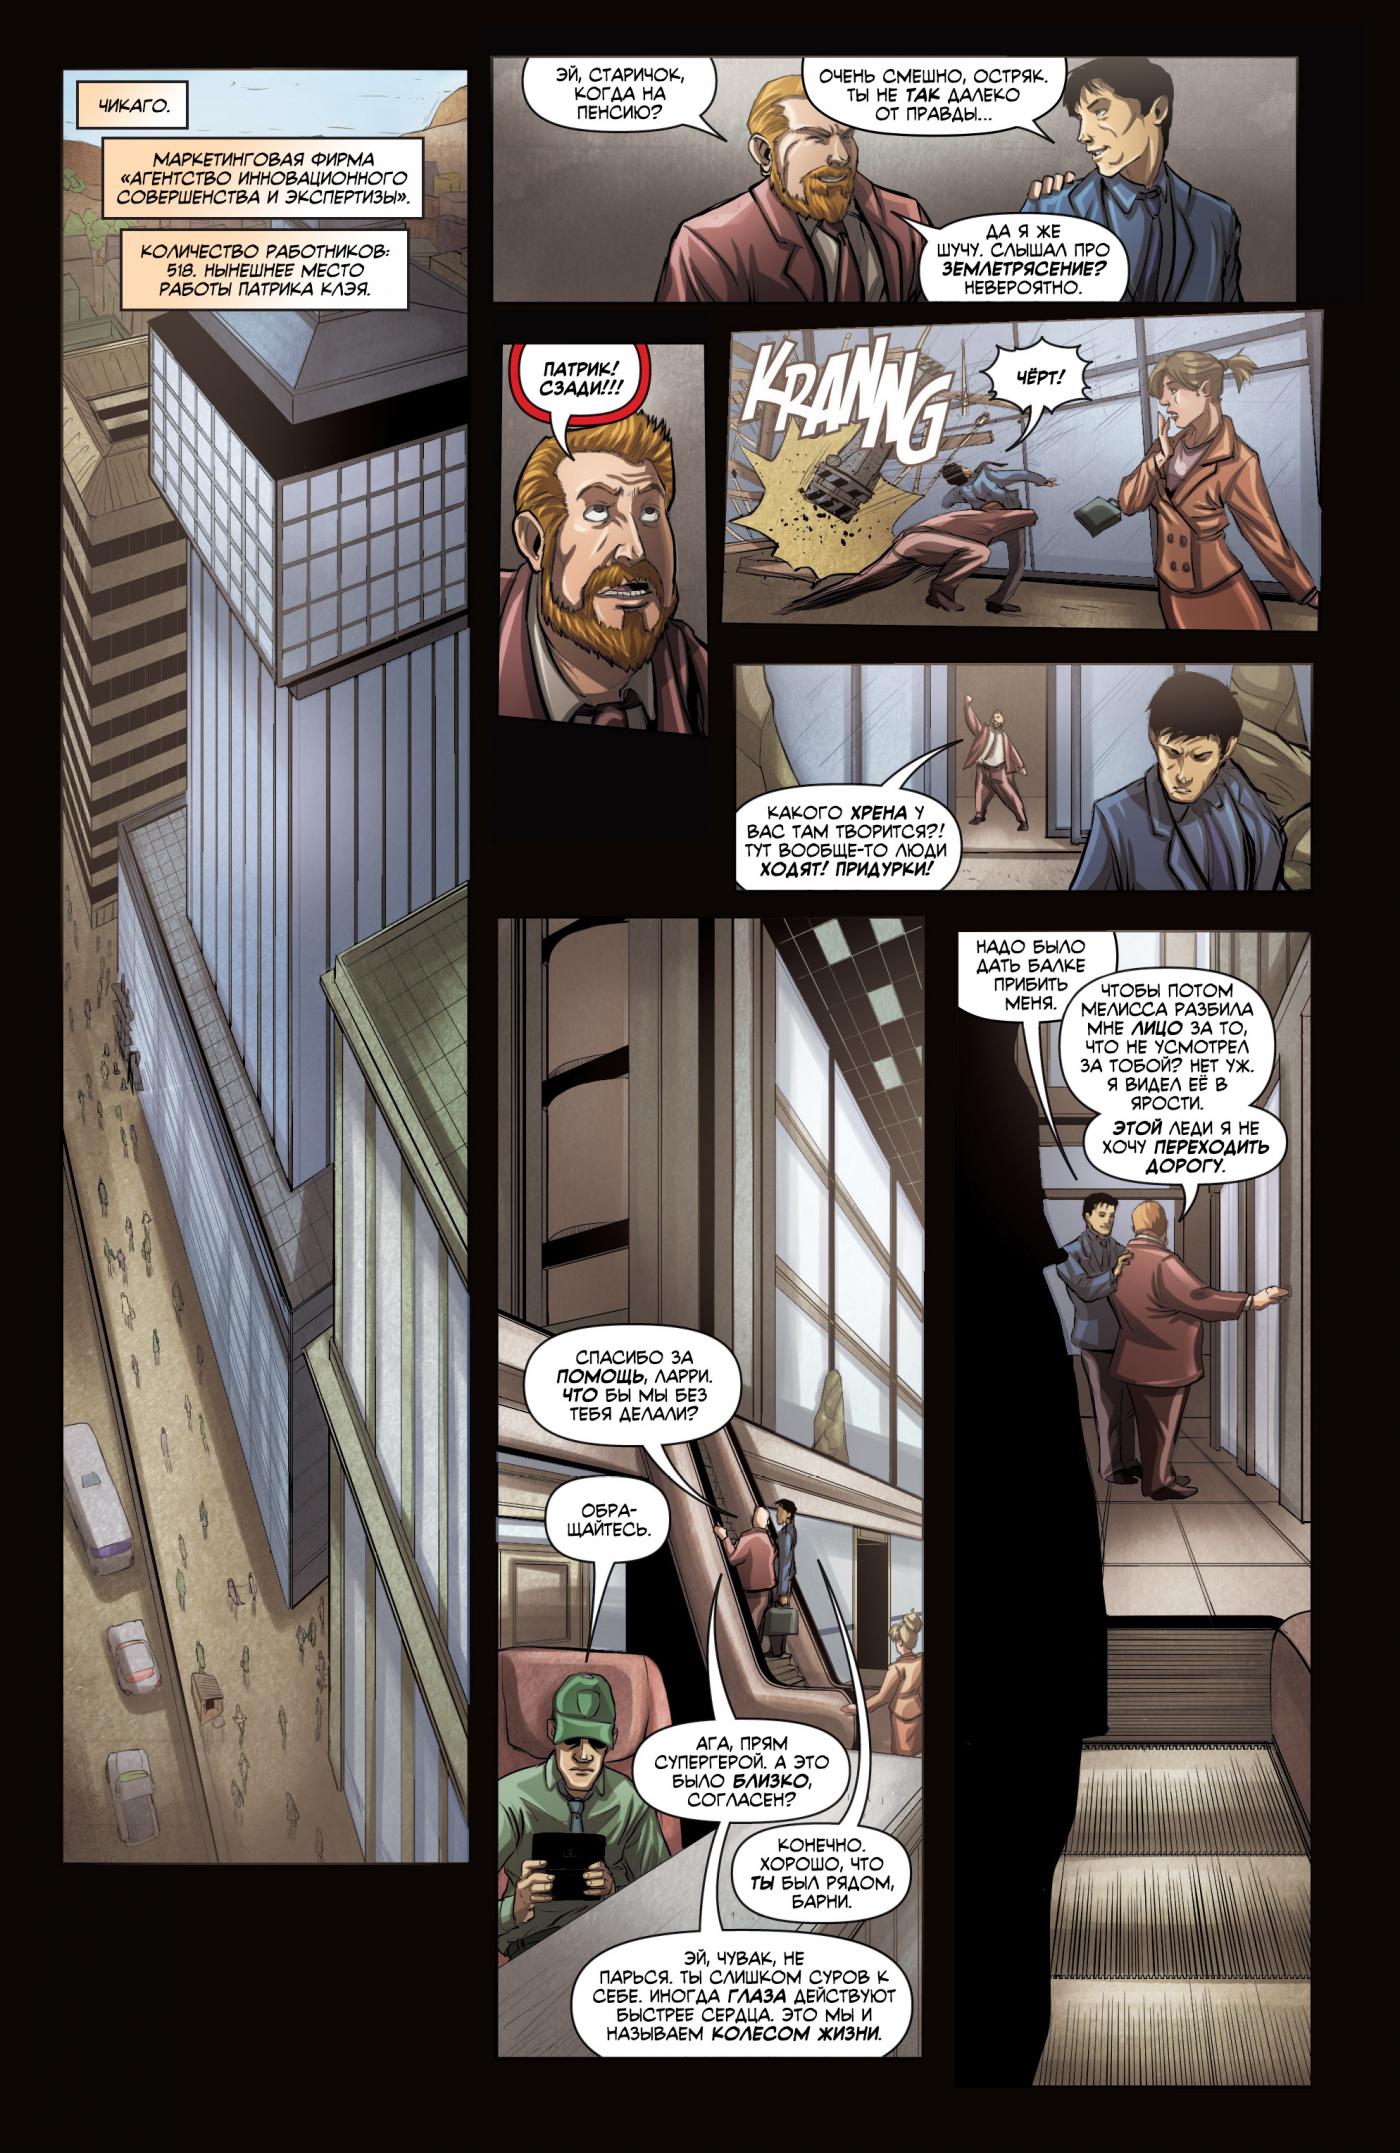 ЧИКАГО.
МАРКЕТИНГОВАЯ ФИРМА
«АГЕНТСТВО ИННОВАЦИОННОГО
СОВЕРШЕНСТВА И ЭКСПЕРТИЗЫ».
КОЛИЧЕСТВО РАБОТНИКОВ:
518. НЫНЕШНЕЕ МЕСТО
РАБОТЫ ПАТРИКА КЛЭЯ.
ЭЙ, СТАРИЧОК,
КОГДА НА
ПЕНСИЮ?
ОЧЕНЬ СМЕШНО, ОСТРЯК.
ТЫ НЕ ТАК ДАЛЕКО
ОТ ПРАВДЫ...
ДА Я ЖЕ
ШУЧУ. СЛЫШАЛ ПРО
ЗЕМЛЕТРЯСЕНИЕ?
НЕВЕРОЯТНО.
ПАТРИК!
СЗАДИ!!!
KRANNG
ЧЁРТ!
КАКОГО ХРЕНА У
ВАС ТАМ ТВОРИТСЯ?!
ТУТ ВООБЩЕ-ТО ЛЮДИ
ХОДЯТ! ПРИДУРКИ!
СПАСИБО ЗА
ПОМОЩЬ, ЛАРРИ.
ЧТО БЫ МЫ БЕЗ
ТЕБЯ ДЕЛАЛИ?
ОБРА-
ЩАЙТЕСЬ.
АГА, ПРЯМ
СУПЕРГЕРОЙ. А ЭТО
БЫЛО БЛИЗКО,
СОГЛАСЕН?
КОНЕЧНО.
ХОРОШО, ЧТО
ТЫ БЫЛ РЯДОМ,
БАРНИ.
ЭЙ, ЧУВАК, НЕ
ПАРЬСЯ. ТЫ СЛИШКОМ СУРОВ К
СЕБЕ. ИНОГДА ГЛАЗА ДЕЙСТВУЮТ
БЫСТРЕЕ СЕРДЦА. ЭТО МЫ И
НАЗЫВАЕМ КОЛЕСОМ ЖИЗНИ.
НАДО БЫЛО
ДАТЬ БАЛКЕ
ПРИБИТЬ
МЕНЯ.
ЧТОБЫ ПОТОМ
МЕЛИССА РАЗБИЛА
МНЕ ЛИЦО ЗА ТО,
ЧТО НЕ УСМОТРЕЛ
ЗА ТОБОЙ? НЕТ УЖ.
Я ВИДЕЛ ЕЁ В
ЯРОСТИ.
ЭТОЙ ЛЕДИ Я НЕ
ХОЧУ ПЕРЕХОДИТЬ
ДОРОГУ.